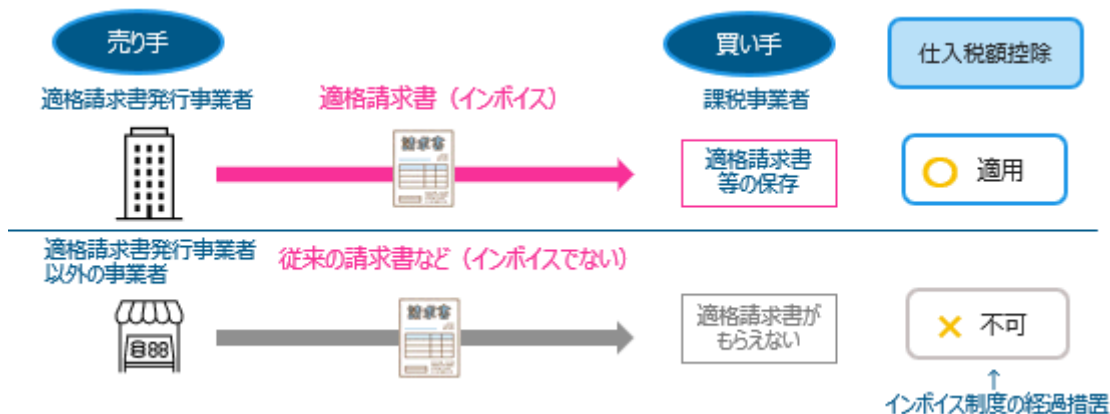 売り手
買い手
仕入税額控除
適格請求書発行事業者
適格請求書（インボイス）
課税事業者
請求書
適格請求書
等の保存
適用
適格請求書発行事業者
以外の事業者
従来の請求書など（インボイスでない）
請求書
適格請求書が
もらえない
不可
↑
インボイス制度の経過措置